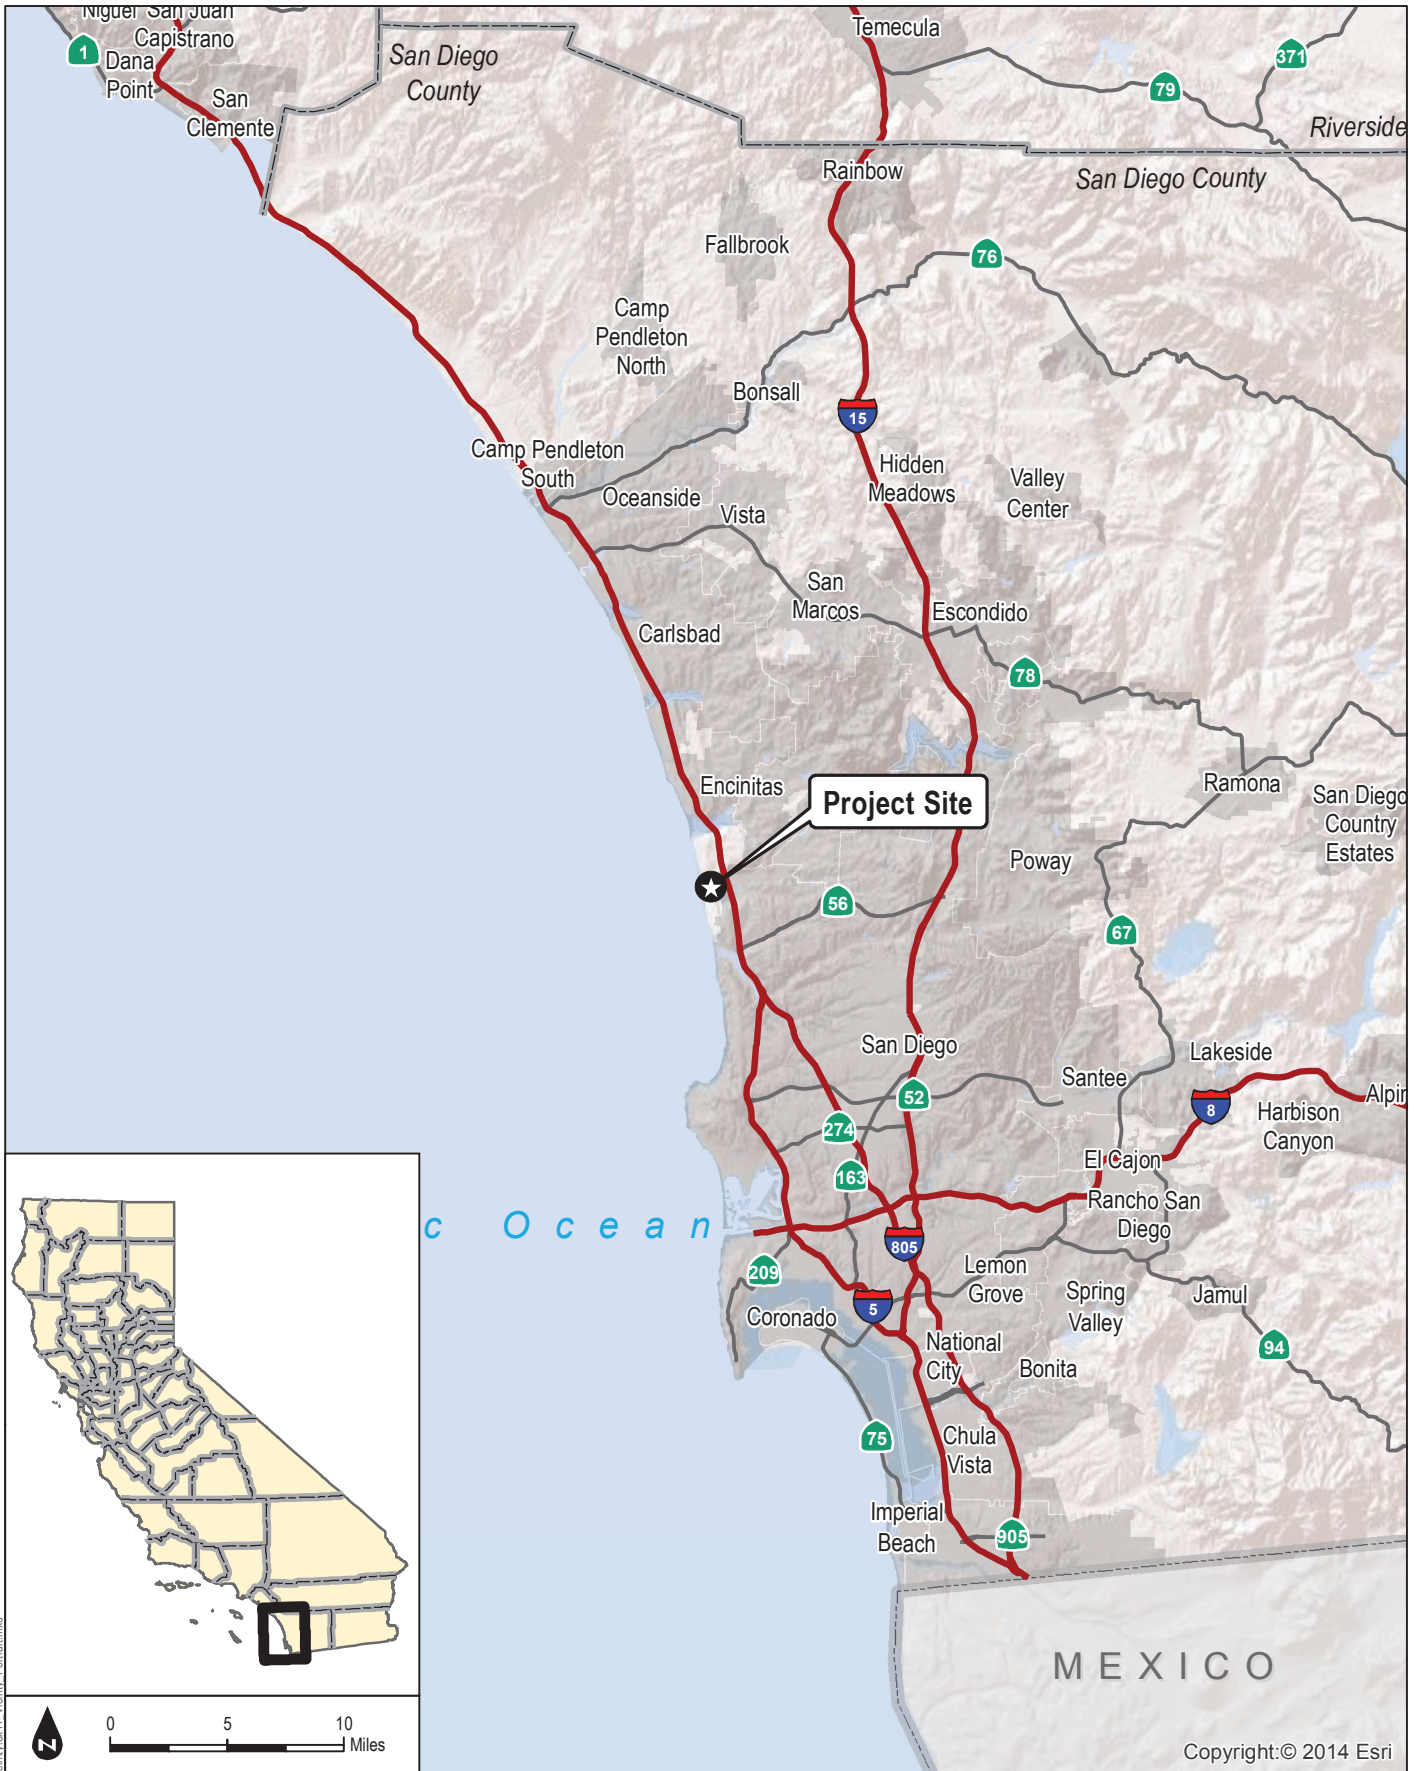 Niguel San Juan
Capistrano
1
Dana
Point
San
Clemente
San Diego
County
Temecula
371
79
Riverside
Rainbow
San Diego County
Fallbrook
76
Camp
Pendleton
North
Bonsall
15
Camp Pendleton
South
Hidden
Meadows
Valley
Center
Oceanside
Vista
San
Marcos
Escondido
Carlsbad
78
Encinitas
Project Site
Ramona
San Diego
Country
Estates
Poway
56
67
San Diego
Lakeside
Santee
52
8
Alpin
Harbison
Canyon
274
El Cajon
163
Rancho San
Diego
c Ocean
805
209
Lemon
Grove
Spring
Valley
Jamul
5
Coronado
National
City
94
Bonita
75
Chula
Vista
Imperial
Beach
905
MEXICO
N
0 5 10
Miles
Copyright:© 2014 Esri